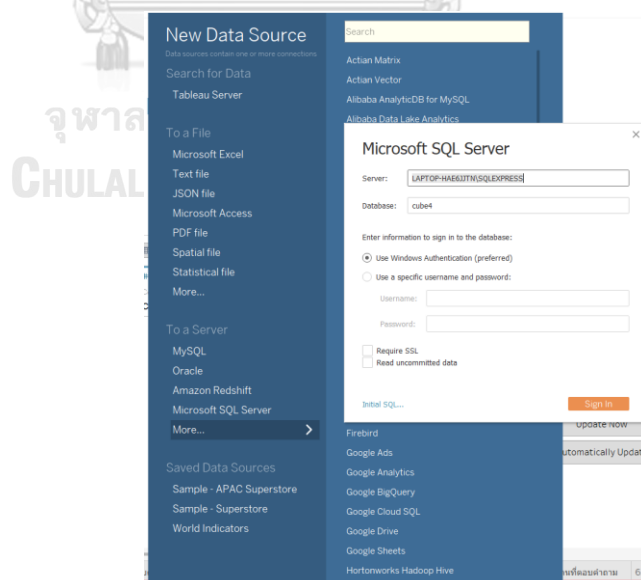 New Data Source
Data sources contain one or more connections
Search for Data
Tableau Server
To a File
Microsoft Excel
Text file
JSON file
Microsoft Access
PDF file
Spatial file
Statistical file
More...
To a Server
MySQL
Oracle
Amazon Redshift
Microsoft SQL Server
More...
Saved Data Sources
Sample - APAC Superstore
Sample - Superstore
World Indicators
Search
Actian Matrix
Actian Vector
Alibaba AnalyticDB for MySQL
Alibaba Data Lake Analytics
Microsoft SQL Server
Server: LAPTOP-HAE6JJTN\SQLEXPRESS
Database: cube4
Enter information to sign in to the database:
Use Windows Authentication (preferred)
Use a specific username and password:
Username:
Password:
Require SSL
Read uncommitted data
Initial SQL...
Sign In
Firebird
Google Ads
Google Analytics
Google BigQuery
Google Cloud SQL
Google Drive
Google Sheets
Hortonworks Hadoop Hive
Update Now
utomatically Updat
จุฬาล
CHULAL